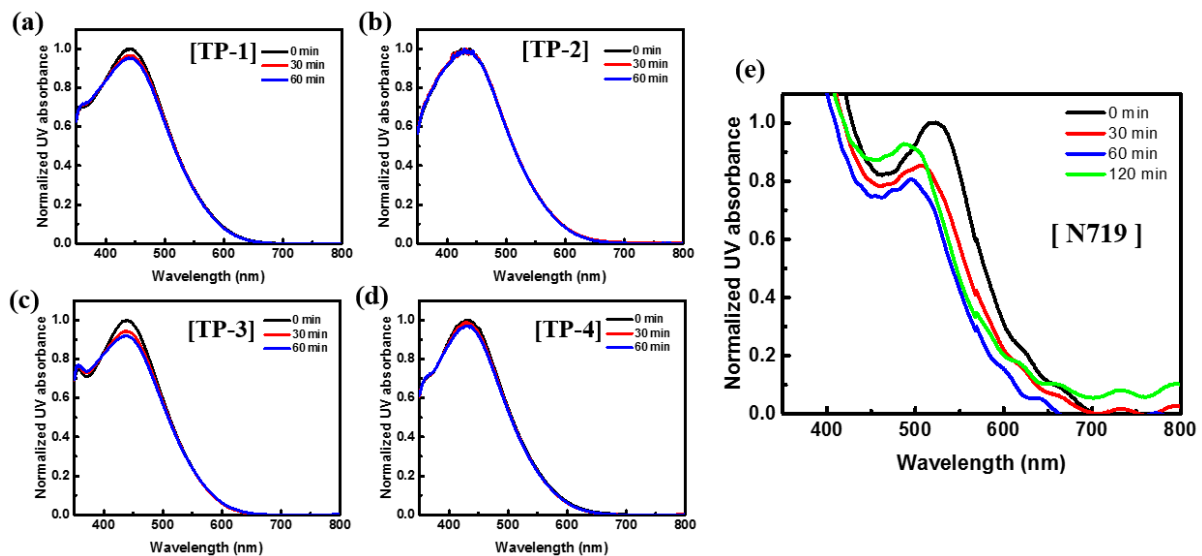 (a)
[TP-1]
0 min
30 min
60 min
Normalized UV absorbance
1.0
0.8
0.6
0.4
0.2
0.0
400 500 600 700 800
Wavelength (nm)
(b)
[TP-2]
0 min
30 min
60 min
Normalized UV absorbance
1.0
0.8
0.6
0.4
0.2
0.0
400 500 600 700 800
Wavelength (nm)
(c)
[TP-3]
0 min
30 min
60 min
Normalized UV absorbance
1.0
0.8
0.6
0.4
0.2
0.0
400 500 600 700 800
Wavelength (nm)
(d)
[TP-4]
0 min
30 min
60 min
Normalized UV absorbance
1.0
0.8
0.6
0.4
0.2
0.0
400 500 600 700 800
Wavelength (nm)
(e)
0 min
30 min
60 min
120 min
[ N719 ]
Normalized UV absorbance
1.0
0.8
0.6
0.4
0.2
0.0
400 500 600 700 800
Wavelength (nm)